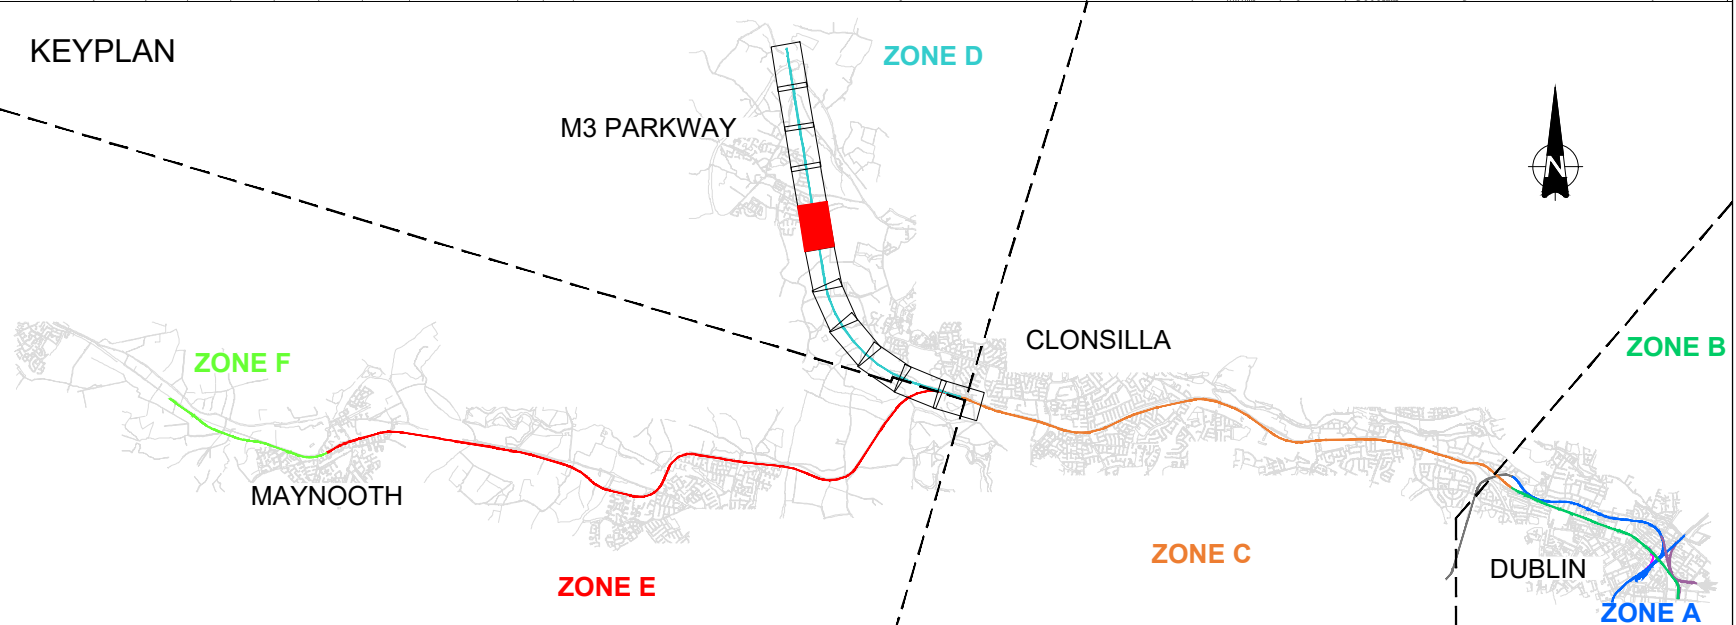 KEYPLAN
ZONE D
M3 PARKWAY
N
CLONSILLA
ZONE B
ZONE F
MAYNOOTH
ZONE C
DUBLIN
ZONE E
ZONE A